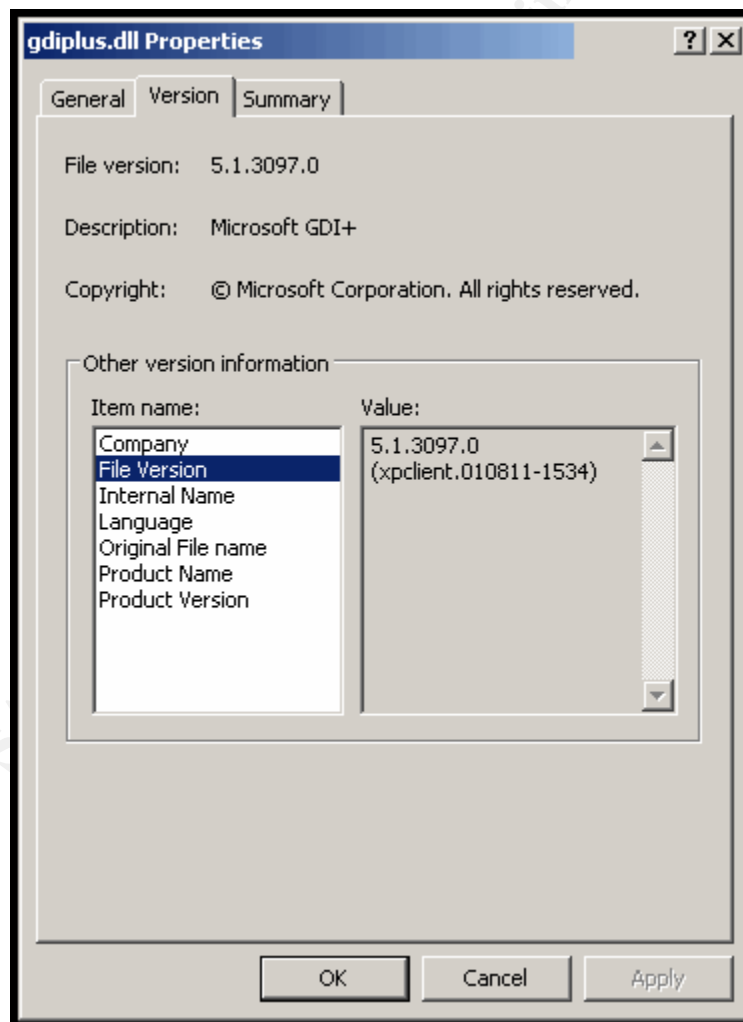 gdiplus.dll Properties
General Version Summary
File version: 5.1.3097.0
Description: Microsoft GDI+
Copyright: © Microsoft Corporation. All rights reserved.
Other version information
Item name: Value:
Company
File Version
Internal Name
Language
Original File name
Product Name
Product Version
5.1.3097.0
(xpclient.010811-1534)
OK Cancel Apply